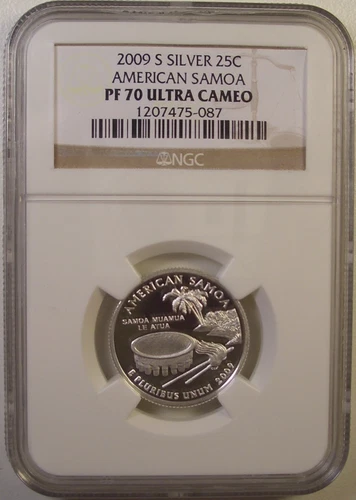 2009 S SILVER 25C
AMERICAN SAMOA
PF 70 ULTRA CAMEO
1207475-087
NGC
AMERICAN SAMOA
SAMOA MUAMUA
LE ATUA
E PLURIBUS UNUM 2009